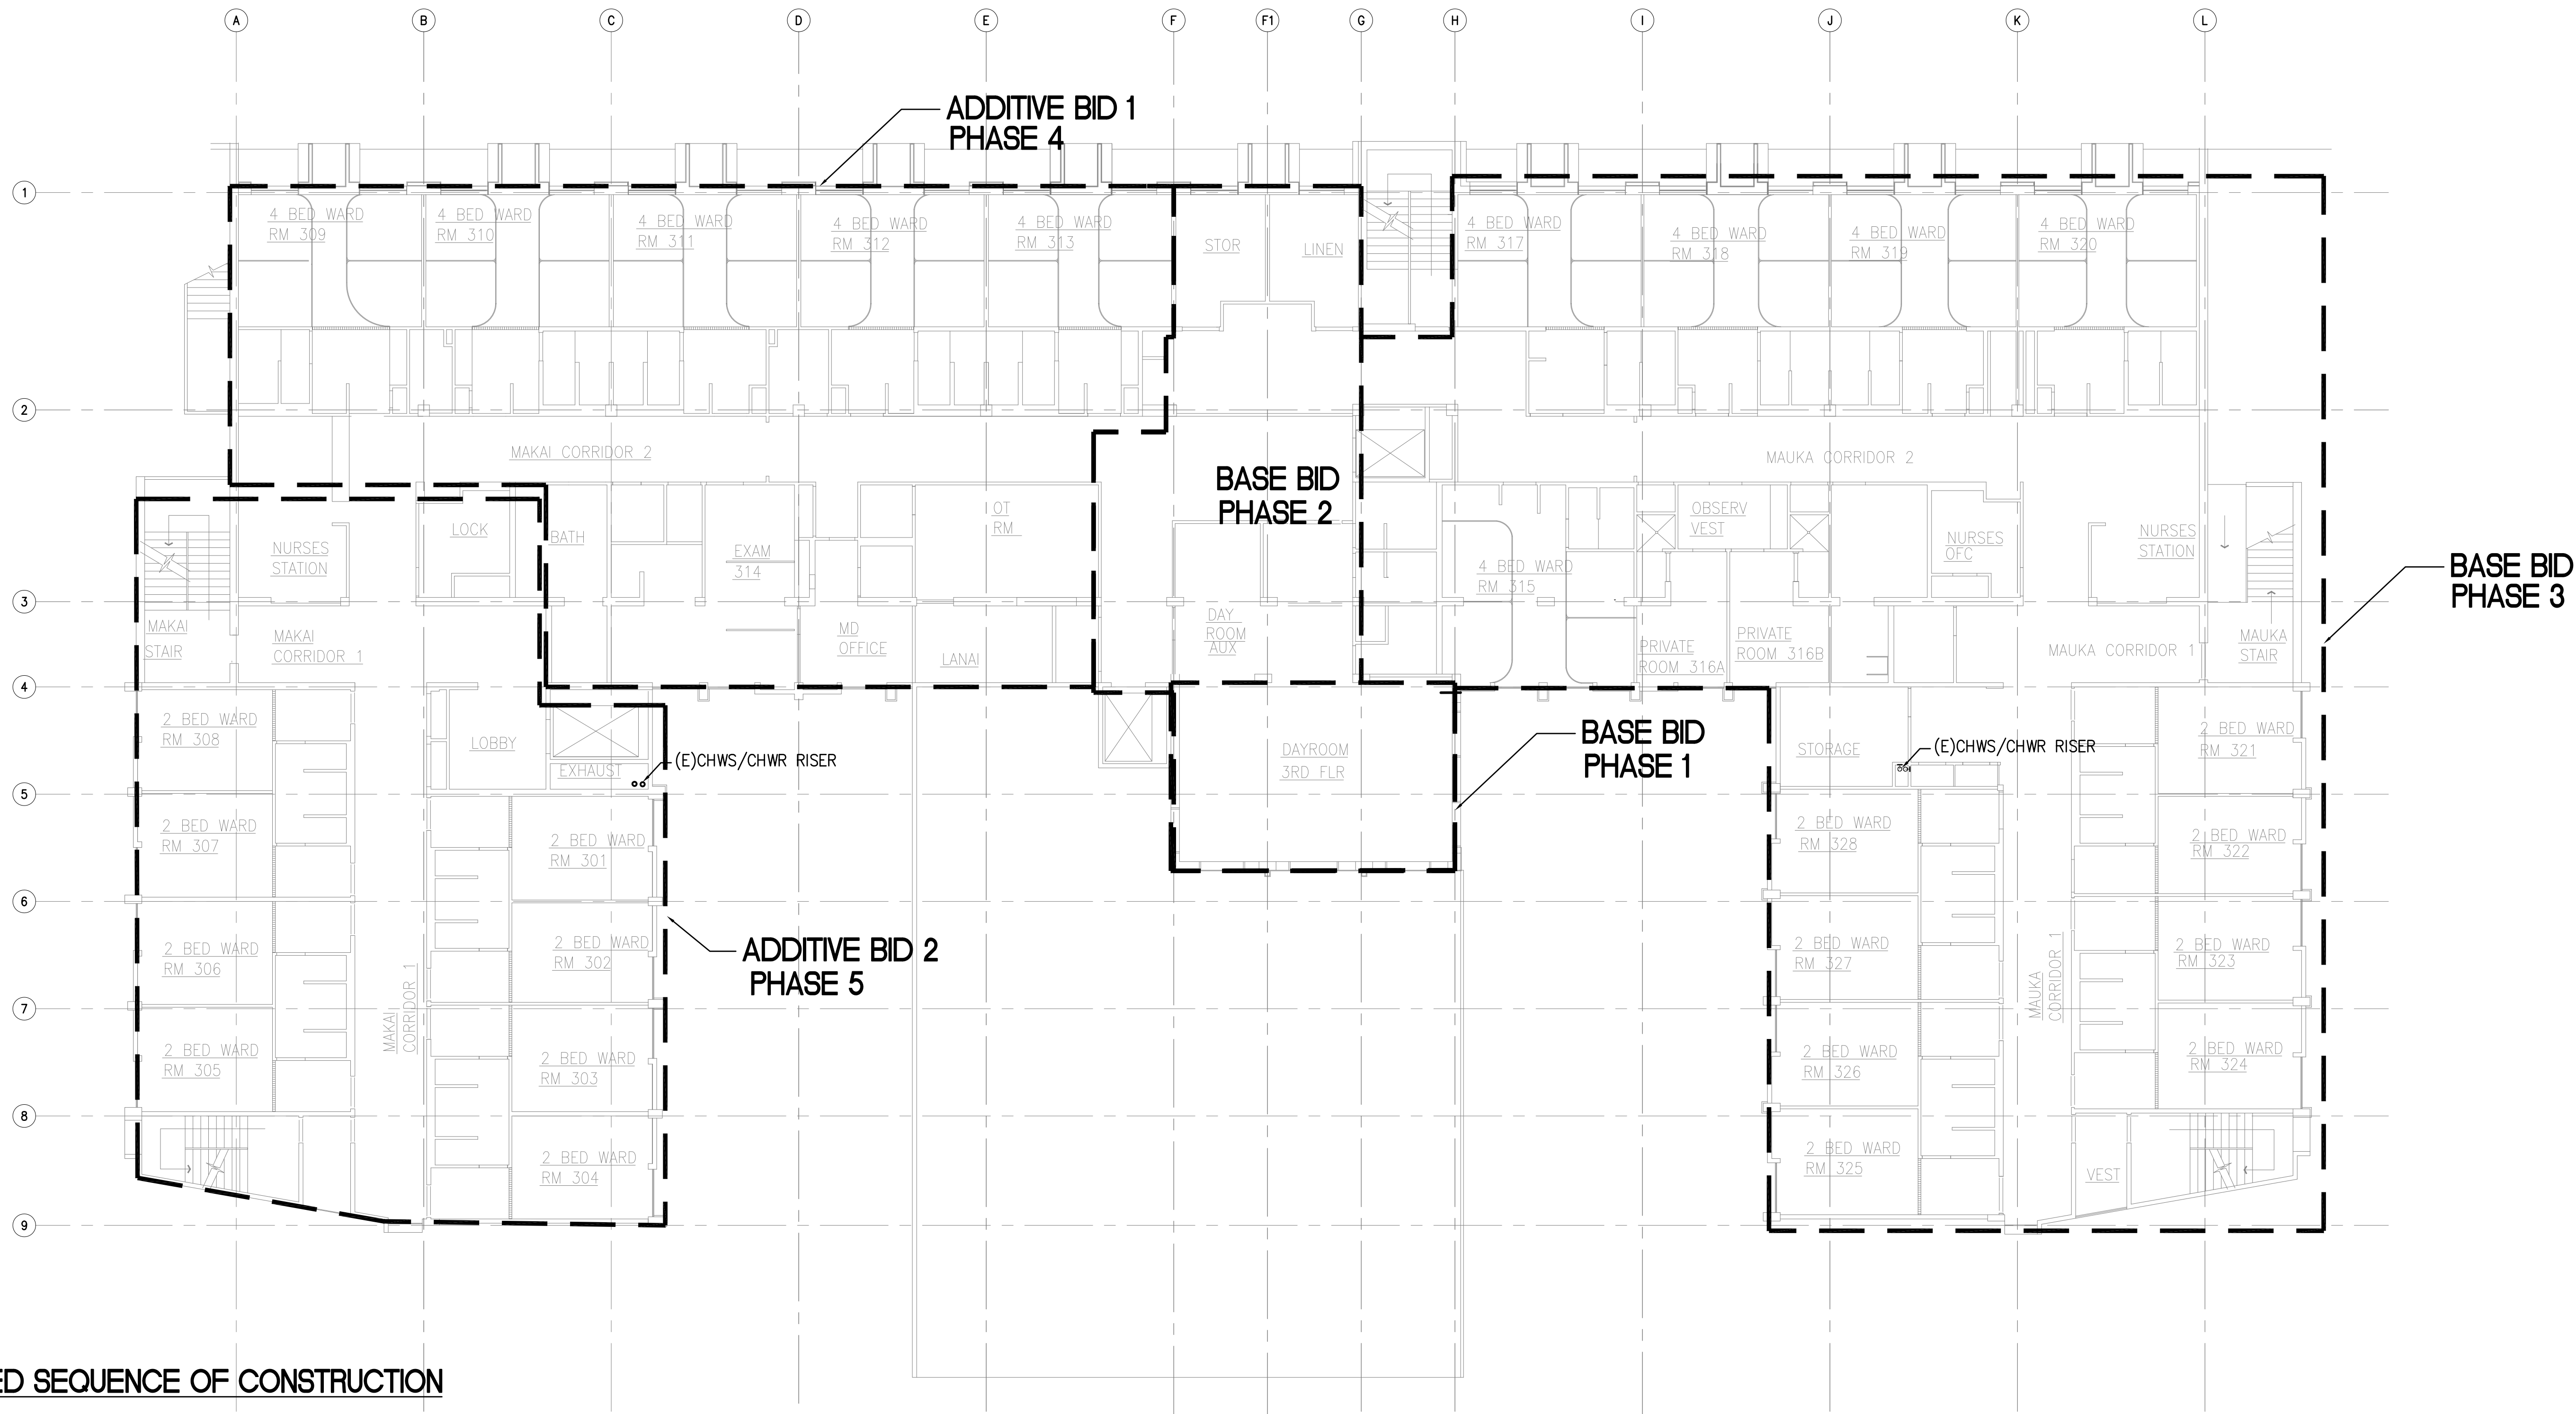 A B C D E F F1 G H I J K L
ADDITIVE BID 1
PHASE 4
1
4 BED WARD
RM 309
4 BED WARD
RM 310
4 BED WARD
RM 311
4 BED WARD
RM 312
4 BED WARD
RM 313
STOR
LINEN
4 BED WARD
RM 317
4 BED WARD
RM 318
4 BED WARD
RM 319
4 BED WARD
RM 320
2
MAKAI CORRIDOR 2
BASE BID
PHASE 2
MAUKA CORRIDOR 2
NURSES
STATION
LOCK
BATH
EXAM
314
OT
RM
4 BED WARD
RM 315
OBSERV
VEST
NURSES
OFC
NURSES
STATION
BASE BID
PHASE 3
3
MAKAI
STAIR
MAKAI
CORRIDOR 1
MD
OFFICE
LANAI
DAY
ROOM
AUX
PRIVATE
ROOM 316A
PRIVATE
ROOM 316B
MAUKA CORRIDOR 1
MAUKA
STAIR
4
2 BED WARD
RM 308
LOBBY
EXHAUST
(E)CHWS/CHWR RISER
DAYROOM
3RD FLR
BASE BID
PHASE 1
STORAGE
(E)CHWS/CHWR RISER
2 BED WARD
RM 321
5
2 BED WARD
RM 307
2 BED WARD
RM 301
2 BED WARD
RM 328
2 BED WARD
RM 322
6
2 BED WARD
RM 306
2 BED WARD
RM 302
ADDITIVE BID 2
PHASE 5
2 BED WARD
RM 327
2 BED WARD
RM 323
7
MAKAI
CORRIDOR 1
MAUKA
CORRIDOR 1
2 BED WARD
RM 305
2 BED WARD
RM 303
2 BED WARD
RM 326
2 BED WARD
RM 324
8
2 BED WARD
RM 304
2 BED WARD
RM 325
VEST
9
ED SEQUENCE OF CONSTRUCTION